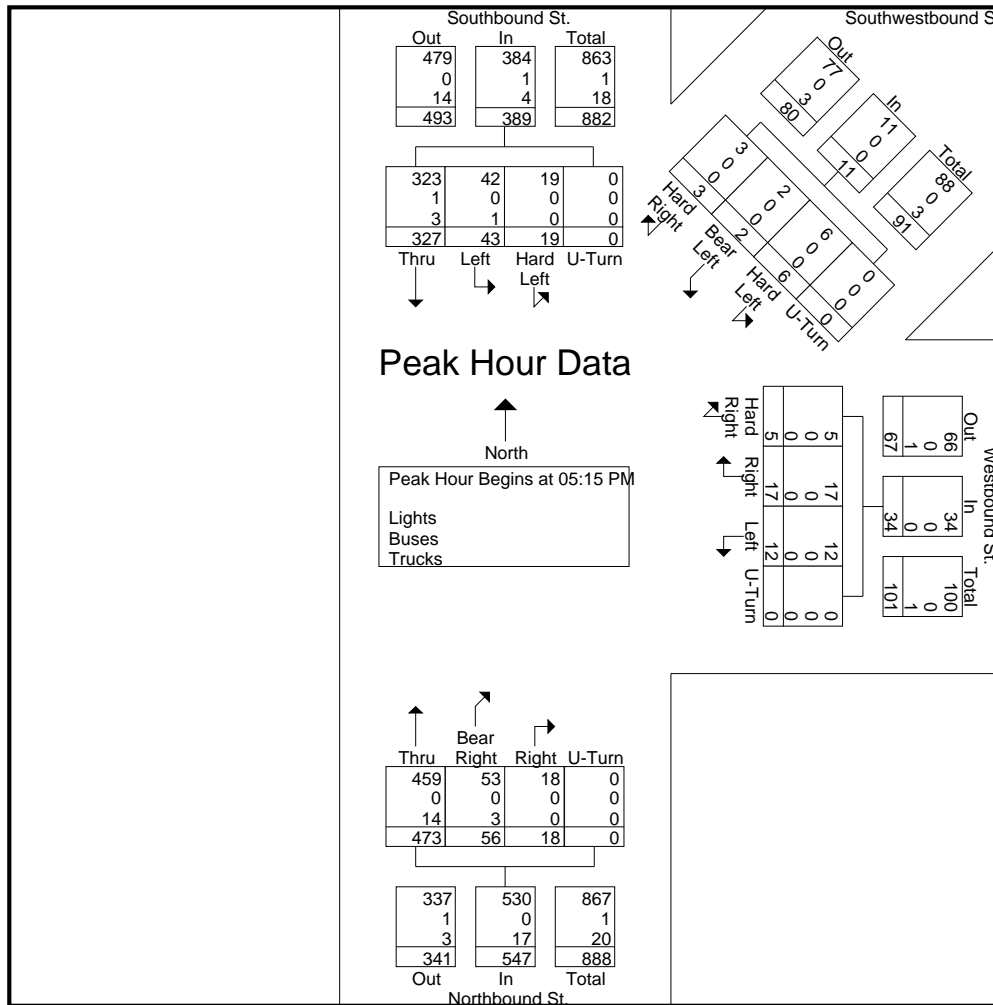 Southbound St.
Out In Total
479 384 863
0 1 1
14 4 18
493 389 882
323 42 19 0
1 0 0 0
3 1 0 0
327 43 19 0
Thru Left Hard Left U-Turn
Southwestbound S
Out In Total
77 11 88
0 0 0
3 0 3
80 11 91
3 2 6 0
0 0 0 0
0 0 0 0
3 2 6 0
Hard Right Bear Left Hard Left U-Turn
Peak Hour Data
North
Peak Hour Begins at 05:15 PM
Lights
Buses
Trucks
Westbound St.
Out In Total
66 34 100
0 0 0
1 0 1
67 34 101
5 17 12 0
0 0 0 0
0 0 0 0
5 17 12 0
Hard Right Right Left U-Turn
Thru Bear Right Right U-Turn
459 53 18 0
0 0 0 0
14 3 0 0
473 56 18 0
337 530 867
1 0 1
3 17 20
341 547 888
Out In Total
Northbound St.